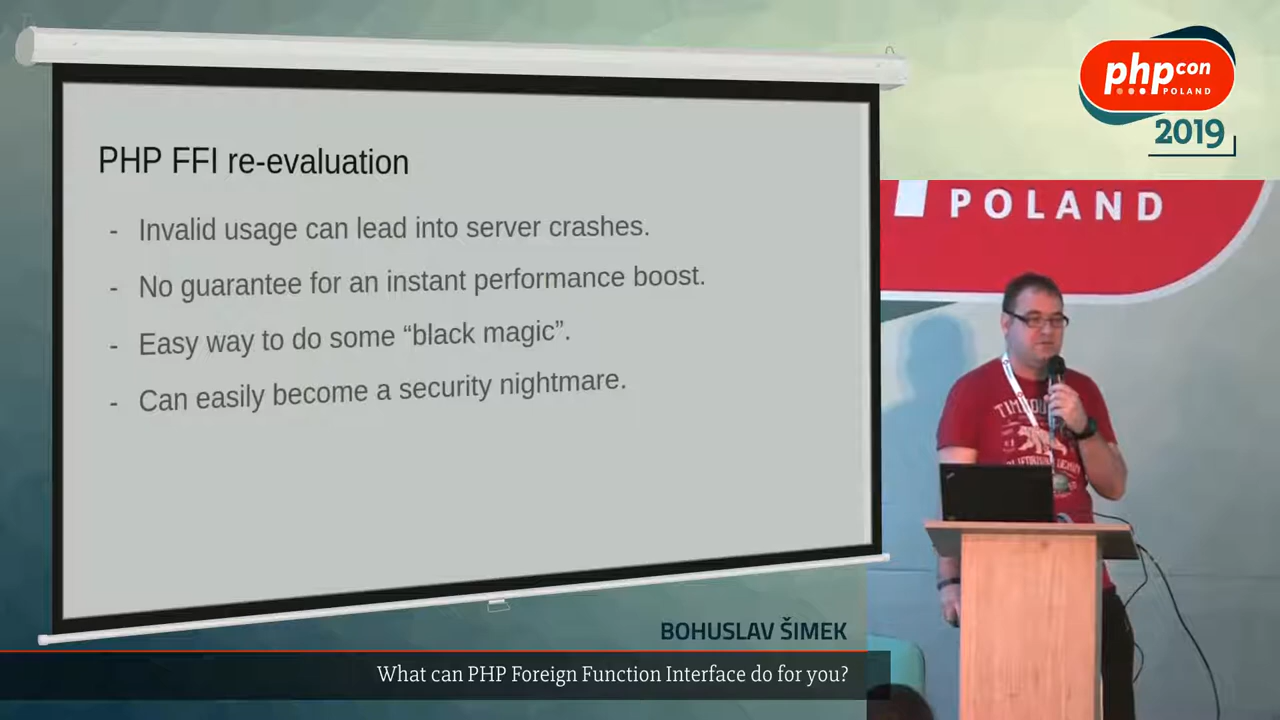 phpcon
POLAND
2019
POLAND
PHP FFI re-evaluation
- Invalid usage can lead into server crashes.
- No guarantee for an instant performance boost.
- Easy way to do some “black magic”.
- Can easily become a security nightmare.
BOHUSLAV ŠIMEK
What can PHP Foreign Function Interface do for you?